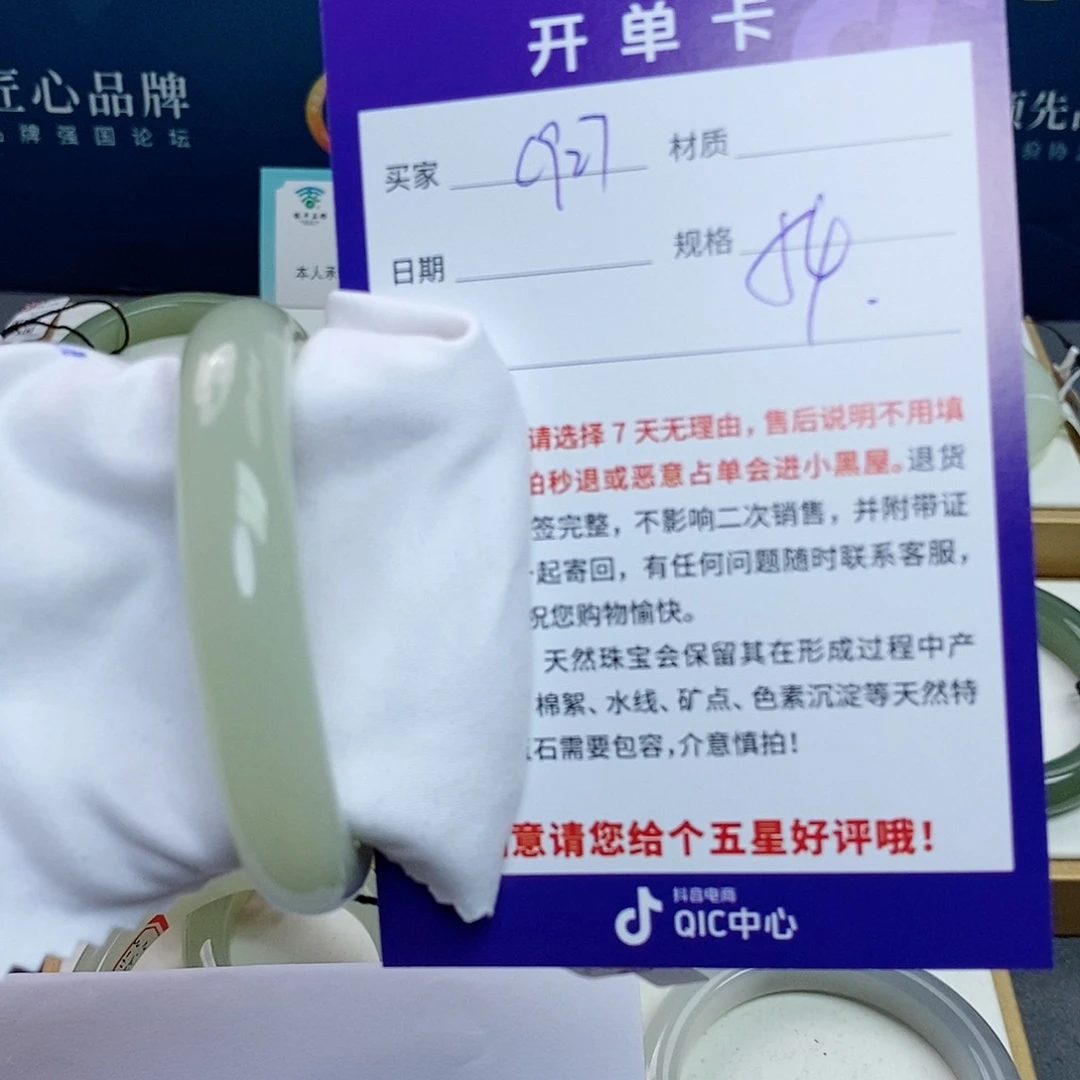 开单卡
匠心品牌
品牌强国论坛
领先
买家 0927 材质
日期 规格 54.
本人承
请选择7天无理由，售后说明不用填
拍秒退或恶意占单会进小黑屋。退货
签完整，不影响二次销售，并附带证
一起寄回，有任何问题随时联系客服，
祝您购物愉快。
天然珠宝会保留其在形成过程中产
棉絮、水线、矿点、色素沉淀等天然特
玉石需要包容，介意慎拍！
意请您给个五星好评哦！
抖音电商
QIC中心